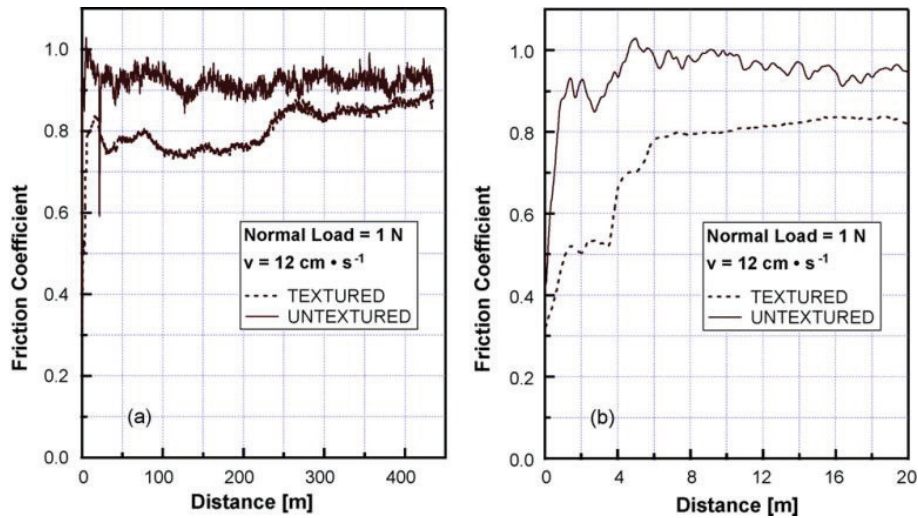 Friction Coefficient
1.0
0.8
0.6
0.4
0.2
0.0
Normal Load = 1 N
v = 12 cm • s⁻¹
TEXTURED
UNTEXTURED
(a)
0 100 200 300 400
Distance [m]
Friction Coefficient
1.0
0.8
0.6
0.4
0.2
0.0
Normal Load = 1 N
v = 12 cm • s⁻¹
TEXTURED
UNTEXTURED
(b)
0 4 8 12 16 20
Distance [m]